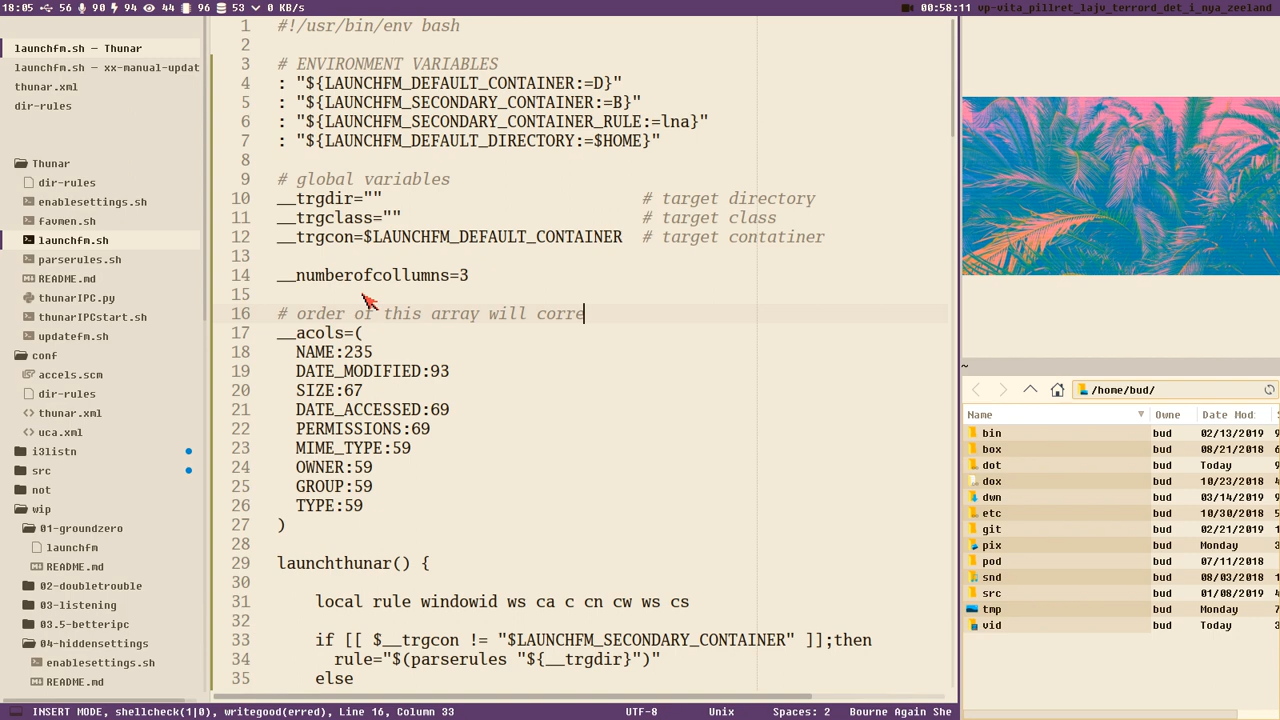 18:05 56 90 94 44 96 53 0 KB/s 00:58:11 vp-vita_pillret_lajv_terrord_det_i_nya_zeeland
launchfm.sh — Thunar
launchfm.sh — xx-manual-updat
thunar.xml
dir-rules
Thunar
dir-rules
enablesettings.sh
favmen.sh
launchfm.sh
parserules.sh
README.md
thunarIPC.py
thunarIPCstart.sh
updatefm.sh
conf
accels.scm
dir-rules
thunar.xml
uca.xml
i3listn
src
not
wip
01-groundzero
launchfm
README.md
02-doubletrouble
03-listening
03.5-betteripc
04-hiddensettings
enablesettings.sh
README.md
1 #!/usr/bin/env bash
2
3 # ENVIRONMENT VARIABLES
4 : "${LAUNCHFM_DEFAULT_CONTAINER:=D}"
5 : "${LAUNCHFM_SECONDARY_CONTAINER:=B}"
6 : "${LAUNCHFM_SECONDARY_CONTAINER_RULE:=lna}"
7 : "${LAUNCHFM_DEFAULT_DIRECTORY:=$HOME}"
8
9 # global variables
10 __trgdir="" # target directory
11 __trgclass="" # target class
12 __trgcon=$LAUNCHFM_DEFAULT_CONTAINER # target contatiner
13
14 __numberofcollumns=3
15
16 # order of this array will corre
17 __acols=(
18 NAME:235
19 DATE_MODIFIED:93
20 SIZE:67
21 DATE_ACCESSED:69
22 PERMISSIONS:69
23 MIME_TYPE:59
24 OWNER:59
25 GROUP:59
26 TYPE:59
27 )
28
29 launchthunar() {
30
31 local rule windowid ws ca c cn cw ws cs
32
33 if [[ $__trgcon != "$LAUNCHFM_SECONDARY_CONTAINER" ]];then
34 rule="$(parserules "${__trgdir}")"
35 else
~
/home/bud/
Name Owne Date Mod S
bin bud 02/13/2019 9
box bud 08/21/2018 6
dot bud Today 9
dox bud 10/23/2018 4
dwn bud 03/14/2019 9
etc bud 10/30/2018 5
git bud 02/21/2019 1
pix bud Monday
pod bud 07/11/2018
snd bud 08/03/2018 1
src bud 01/08/2019 4
tmp bud Monday 7
vid bud Today 3
INSERT MODE, shellcheck(1|0), writegood(erred), Line 16, Column 33 UTF-8 Unix Spaces: 2 Bourne Again She